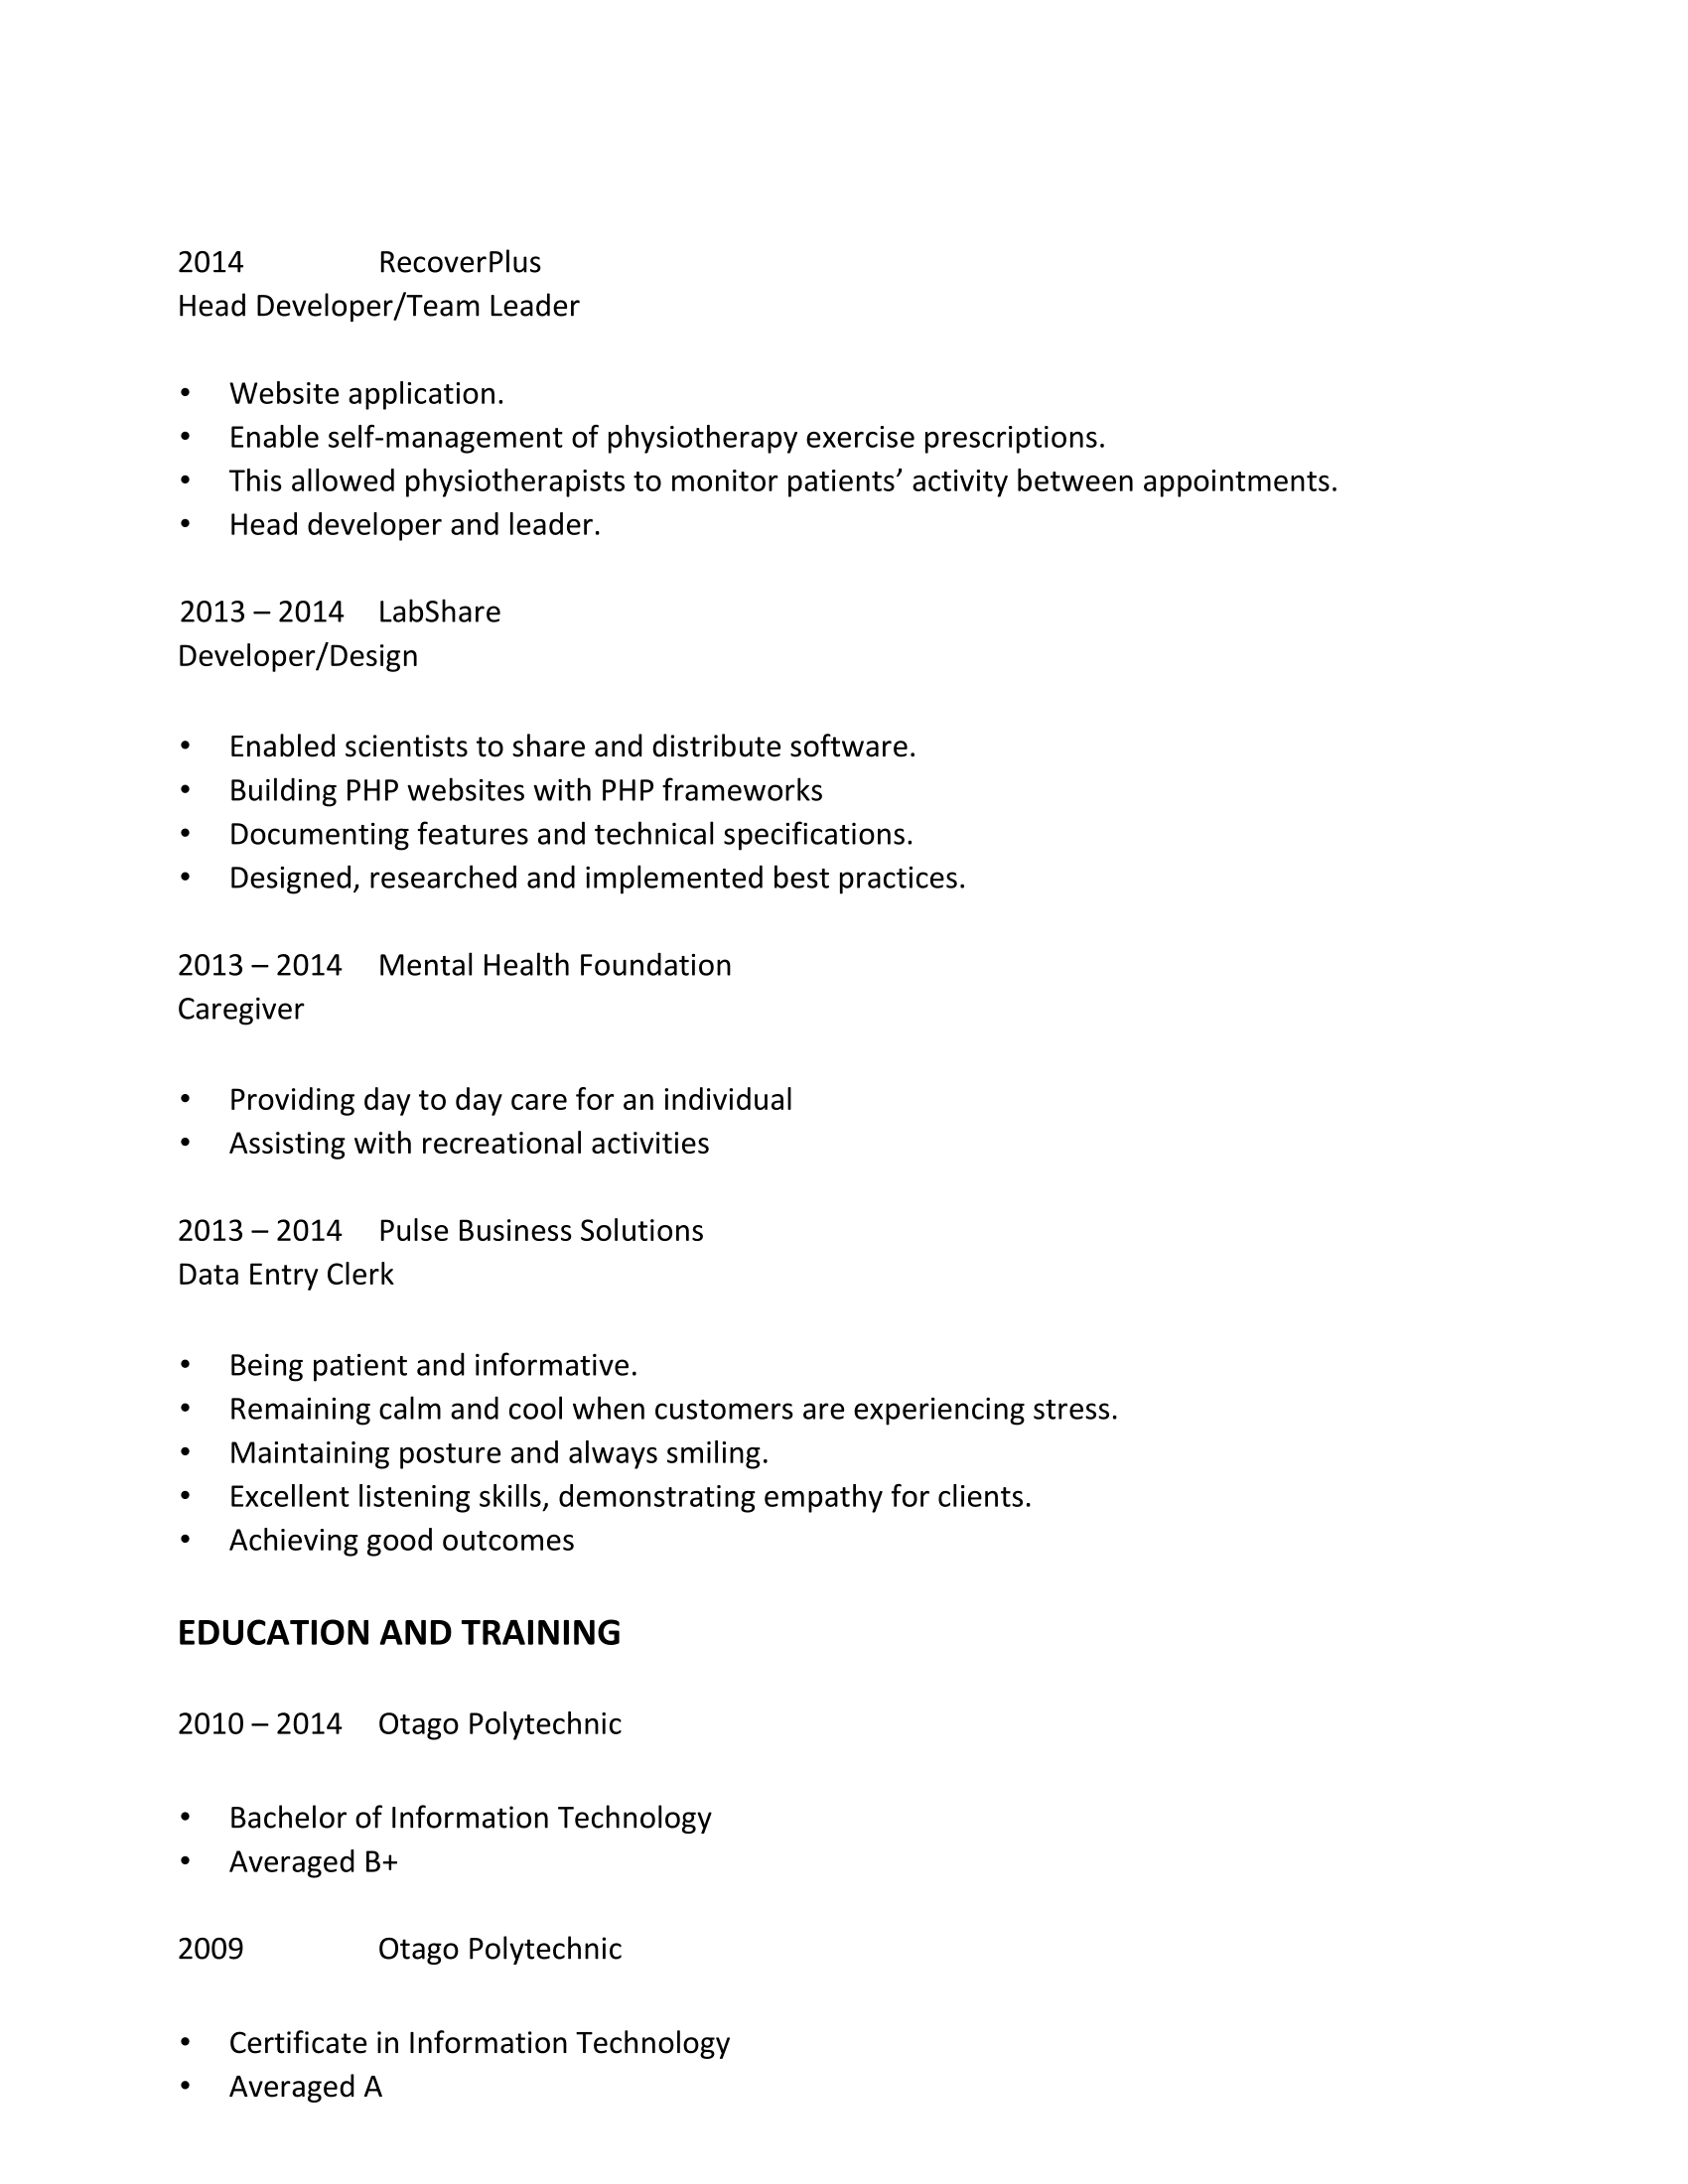 2014 RecoverPlus
Head Developer/Team Leader
• Website application.
• Enable self-management of physiotherapy exercise prescriptions.
• This allowed physiotherapists to monitor patients’ activity between appointments.
• Head developer and leader.
2013 – 2014 LabShare
Developer/Design
• Enabled scientists to share and distribute software.
• Building PHP websites with PHP frameworks
• Documenting features and technical specifications.
• Designed, researched and implemented best practices.
2013 – 2014 Mental Health Foundation
Caregiver
• Providing day to day care for an individual
• Assisting with recreational activities
2013 – 2014 Pulse Business Solutions
Data Entry Clerk
• Being patient and informative.
• Remaining calm and cool when customers are experiencing stress.
• Maintaining posture and always smiling.
• Excellent listening skills, demonstrating empathy for clients.
• Achieving good outcomes
EDUCATION AND TRAINING
2010 – 2014 Otago Polytechnic
• Bachelor of Information Technology
• Averaged B+
2009 Otago Polytechnic
• Certificate in Information Technology
• Averaged A